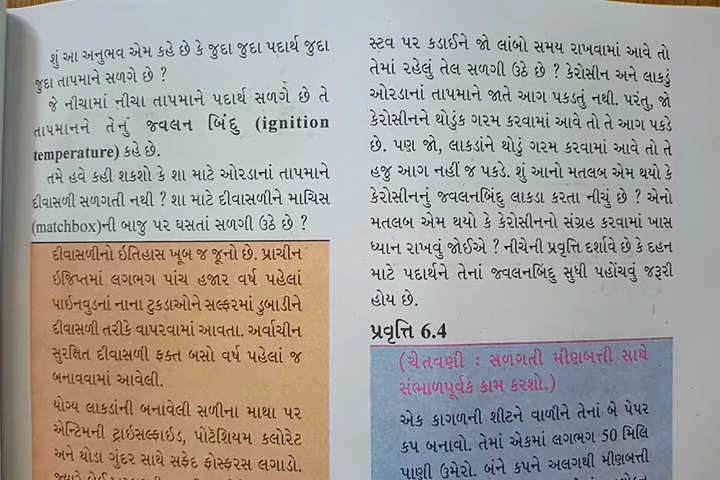 શું આ અનુભવ એમ કહે છે કે જુદા જુદા પદાર્થ જુદા
જુદા તાપમાને સળગે છે ?
જે નીચામાં નીચા તાપમાને પદાર્થ સળગે છે તે
તાપમાનને તેનું જ્વલન બિંદુ (ignition
temperature) કહે છે.
તમે હવે કહી શકશો કે શા માટે ઓરડાનાં તાપમાને
દીવાસળી સળગતી નથી ? શા માટે દીવાસળીને માચિસ
(matchbox)ની બાજુ પર ઘસતાં સળગી ઉઠે છે ?
દીવાસળીનો ઇતિહાસ ખૂબ જ જૂનો છે. પ્રાચીન
ઇજિપ્તમાં લગભગ પાંચ હજાર વર્ષ પહેલાં
પાઇનવુડનાં નાના ટુકડાઓને સલ્ફરમાં ડુબાડીને
દીવાસળી તરીકે વાપરવામાં આવતા. અર્વાચીન
સુરક્ષિત દીવાસળી ફક્ત બસો વર્ષ પહેલાં જ
બનાવવામાં આવેલી.
યોગ્ય લાકડાંની બનાવેલી સળીના માથા પર
એન્ટિમની ટ્રાઇસલ્ફાઇડ, પોટૅશિયમ ક્લોરેટ
અને થોડા ગુંદર સાથે સફેદ ફોસ્ફરસ લગાડો.
સ્ટવ પર કડાઈને જો લાંબો સમય રાખવામાં આવે તો
તેમાં રહેલું તેલ સળગી ઉઠે છે ? કેરોસીન અને લાકડું
ઓરડાનાં તાપમાને જાતે આગ પકડતું નથી. પરંતુ, જો
કેરોસીનને થોડુંક ગરમ કરવામાં આવે તો તે આગ પકડે
છે. પણ જો, લાકડાંને થોડું ગરમ કરવામાં આવે તો તે
હજુ આગ નહીં જ પકડે. શું આનો મતલબ એમ થયો કે
કેરોસીનનું જ્વલનબિંદુ લાકડા કરતા નીચું છે ? એનો
મતલબ એમ થયો કે કેરોસીનનો સંગ્રહ કરવામાં ખાસ
ધ્યાન રાખવું જોઈએ ? નીચેની પ્રવૃત્તિ દર્શાવે છે કે દહન
માટે પદાર્થને તેનાં જ્વલનબિદુ સુધી પહોંચવું જરૂરી
હોય છે.
પ્રવૃત્તિ 6.4
(ચેતવણી : સળગતી મીણબત્તી સાથે
સંભાળપૂર્વક કામ કરશો.)
એક કાગળની શીટને વાળીને તેનાં બે પેપર
કપ બનાવો. તેમાં એકમાં લગભગ 50 મિલિ
પાણી ઉમેરો. બંને કપને અલગથી મીણબત્તી